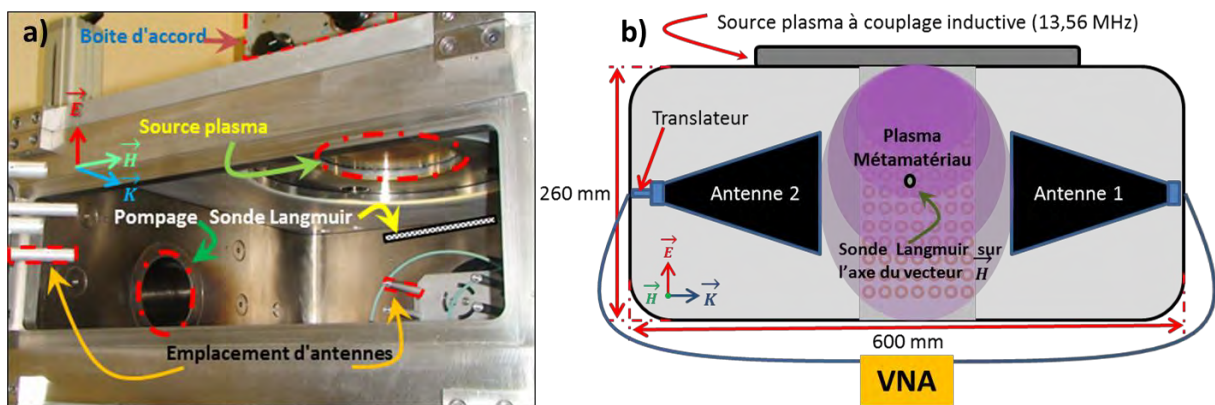 a)
Boite d'accord
E
Source plasma
H
K
Pompage Sonde Langmuir
Emplacement d'antennes
b)
Source plasma à couplage inductive (13,56 MHz)
Translateur
Plasma
Métamatériau
260 mm
Antenne 2
Antenne 1
Sonde Langmuir sur
l'axe du vecteur H
E
H
K
600 mm
VNA